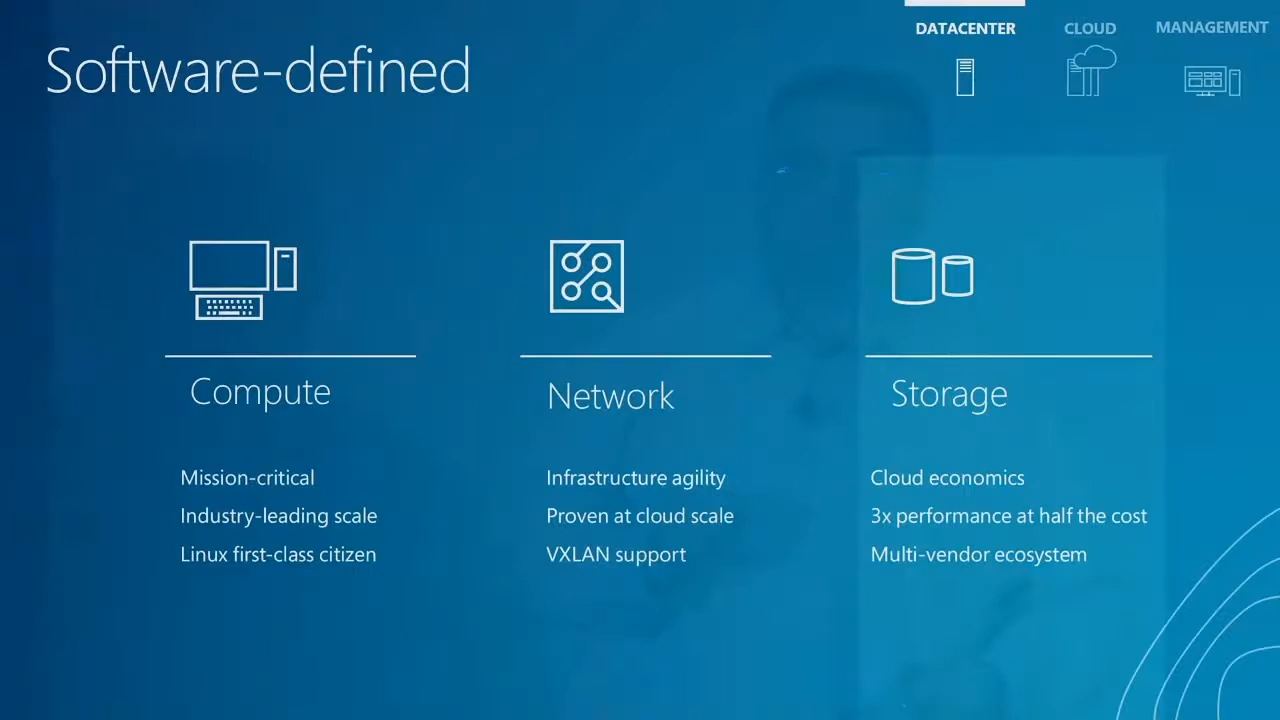 Software-defined
DATACENTER
CLOUD
MANAGEMENT
Compute
Mission-critical
Industry-leading scale
Linux first-class citizen
Network
Infrastructure agility
Proven at cloud scale
VXLAN support
Storage
Cloud economics
3x performance at half the cost
Multi-vendor ecosystem